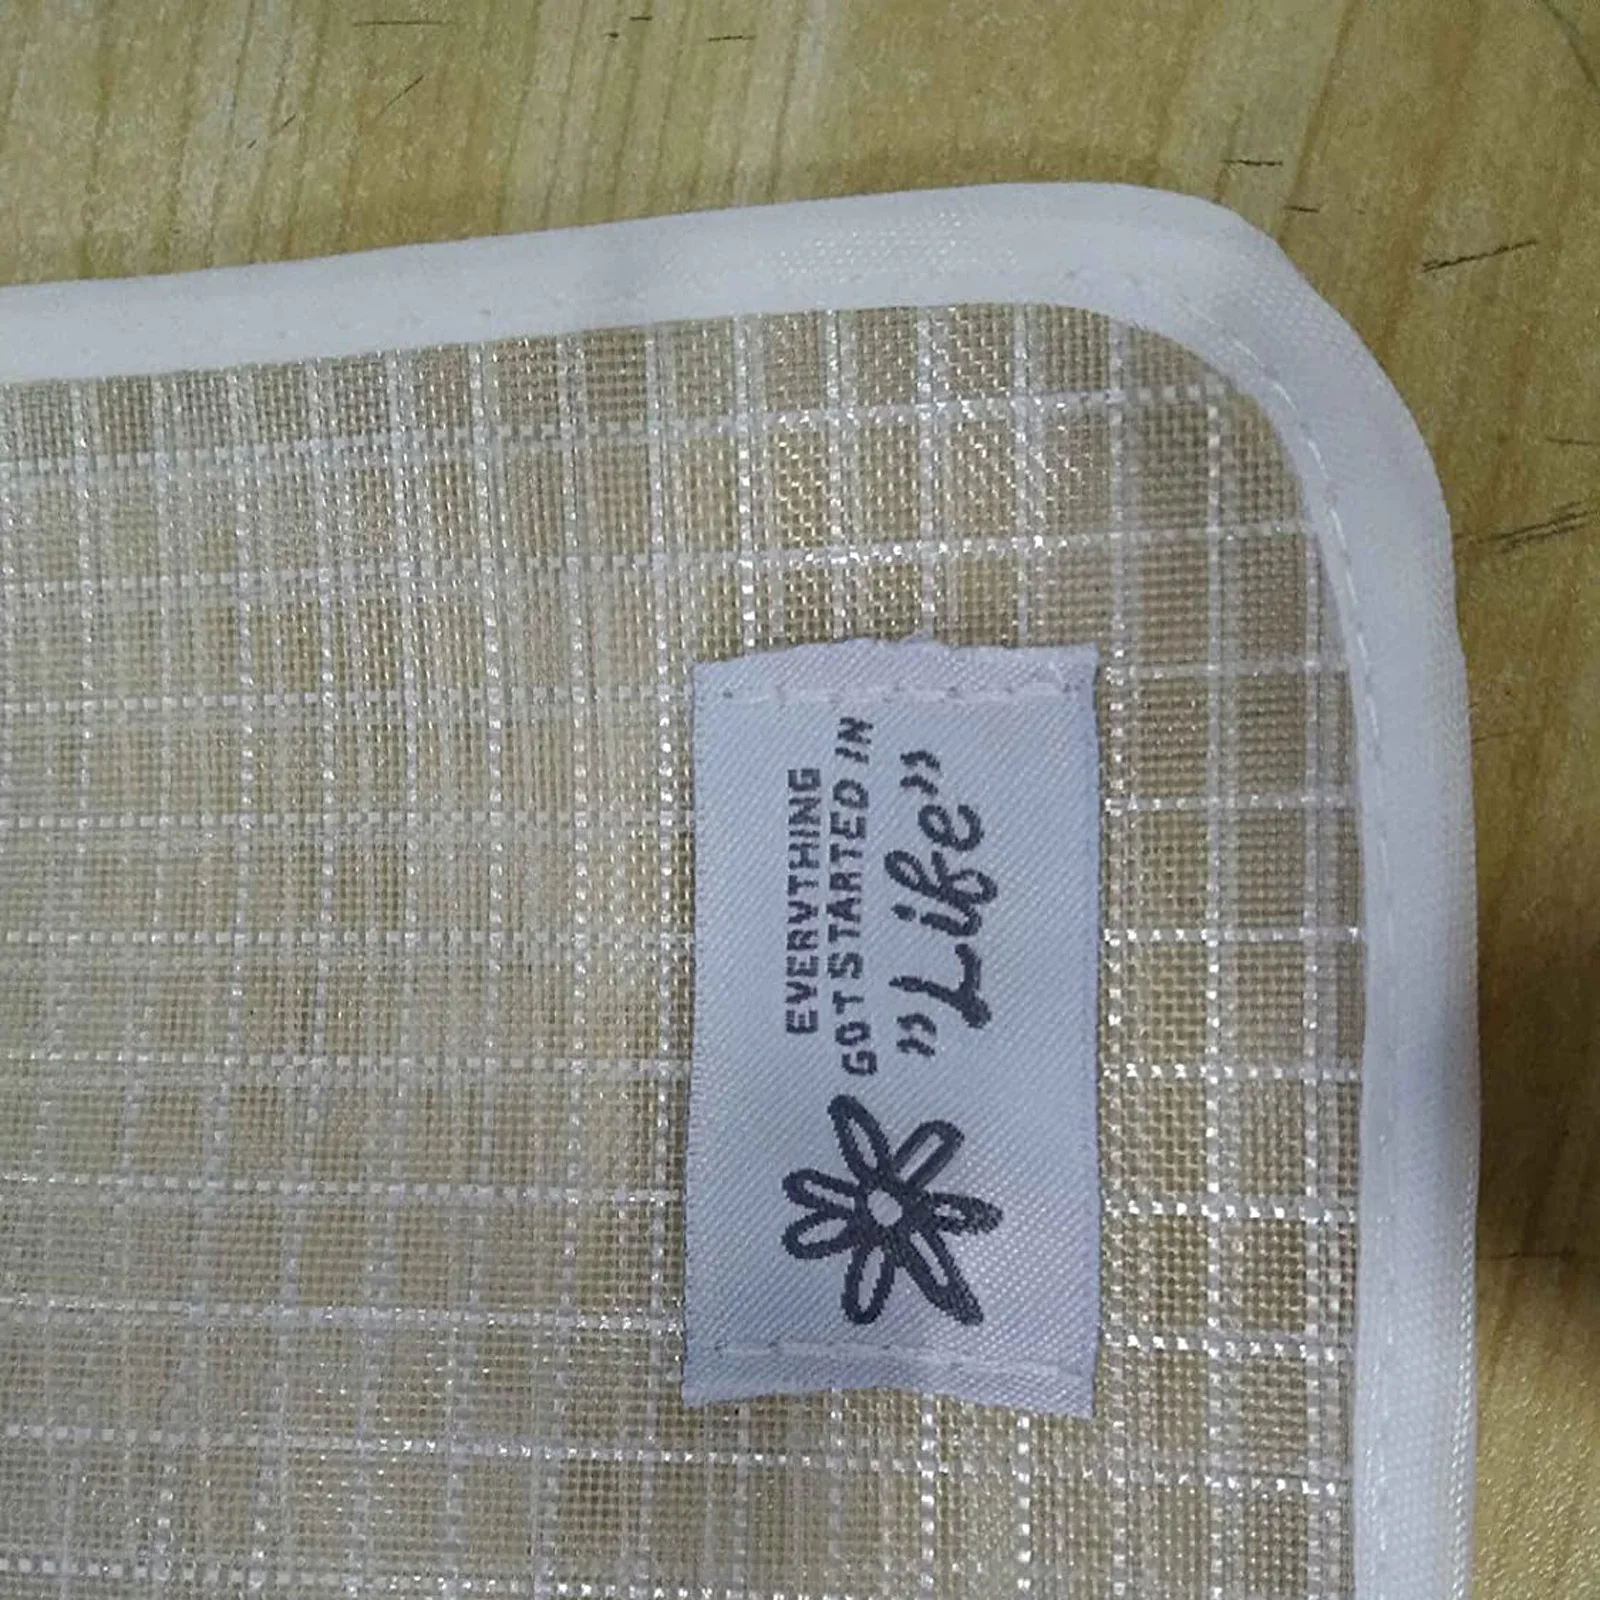 EVERYTHING
GOT STARTED IN
"Life"